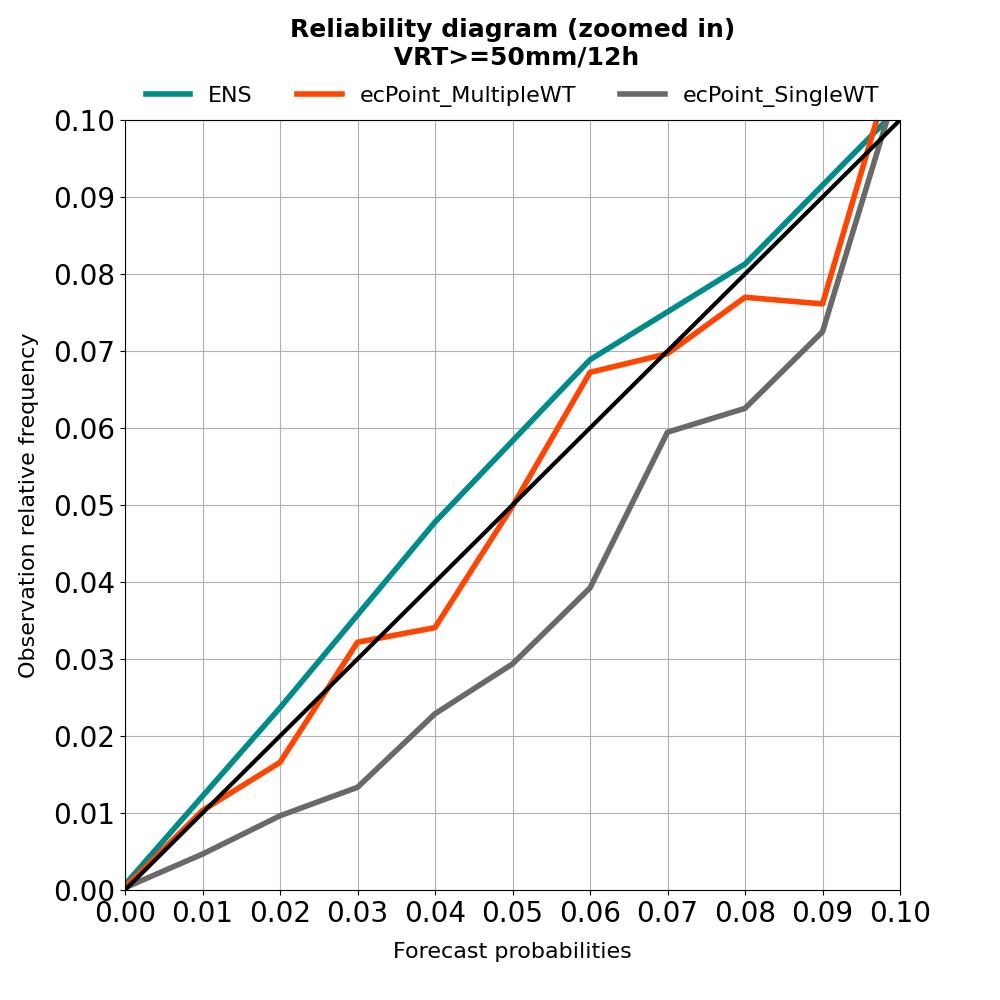 Reliability diagram (zoomed in)
VRT>=50mm/12h
ENS ecPoint_MultipleWT ecPoint_SingleWT
0.10
0.09
0.08
0.07
0.06
0.05
0.04
0.03
0.02
0.01
0.00
Observation relative frequency
0.00 0.01 0.02 0.03 0.04 0.05 0.06 0.07 0.08 0.09 0.10
Forecast probabilities